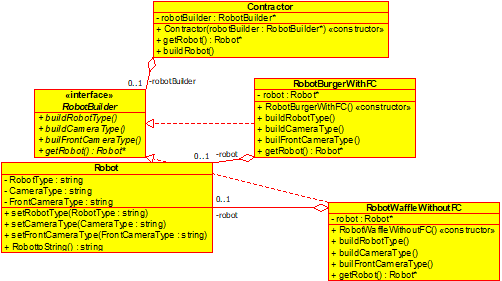 Contractor
- robotBuilder : RobotBuilder*
+ Contractor(robotBuilder : RobotBuilder*) «constructor»
+ getRobot() : Robot*
+ buildRobot()
0..1
-robotBuilder
«interface»
RobotBuilder
+ buildRobotType()
+ buildCameraType()
+ builFrontCameraType()
+ getRobot() : Robot*
RobotBurgerWithFC
- robot : Robot*
+ RobotBurgerWithFC() «constructor»
+ buildRobotType()
+ buildCameraType()
+ builFrontCameraType()
+ getRobot() : Robot*
0..1
-robot
Robot
- RobotType : string
- CameraType : string
- FrontCameraType : string
+ setRobotType(RobotType : string)
+ setCameraType(CameraType : string)
+ setFrontCameraType(FrontCameraType : string)
+ RobottoString() : string
0..1
-robot
RobotWaffleWithoutFC
- robot : Robot*
+ RobotWaffleWithoutFC() «constructor»
+ buildRobotType()
+ buildCameraType()
+ builFrontCameraType()
+ getRobot() : Robot*